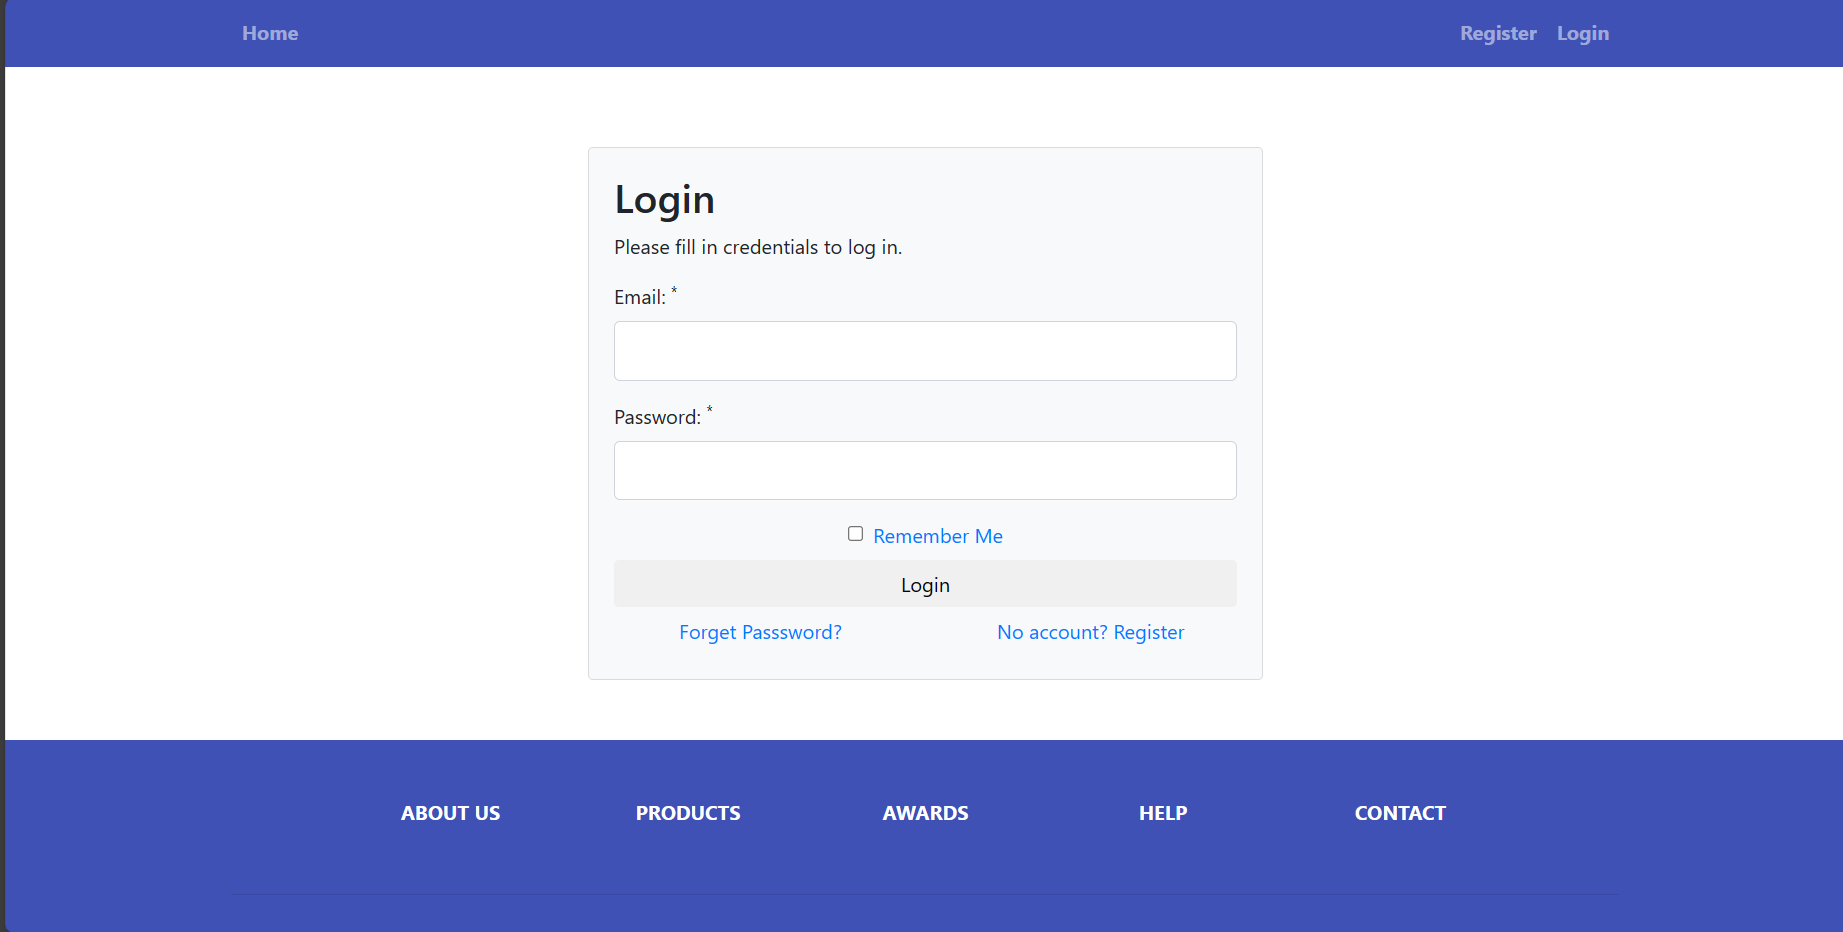 Home Register Login
Login
Please fill in credentials to log in.
Email: *
Password: *
Remember Me
Login
Forget Passsword? No account? Register
ABOUT US PRODUCTS AWARDS HELP CONTACT